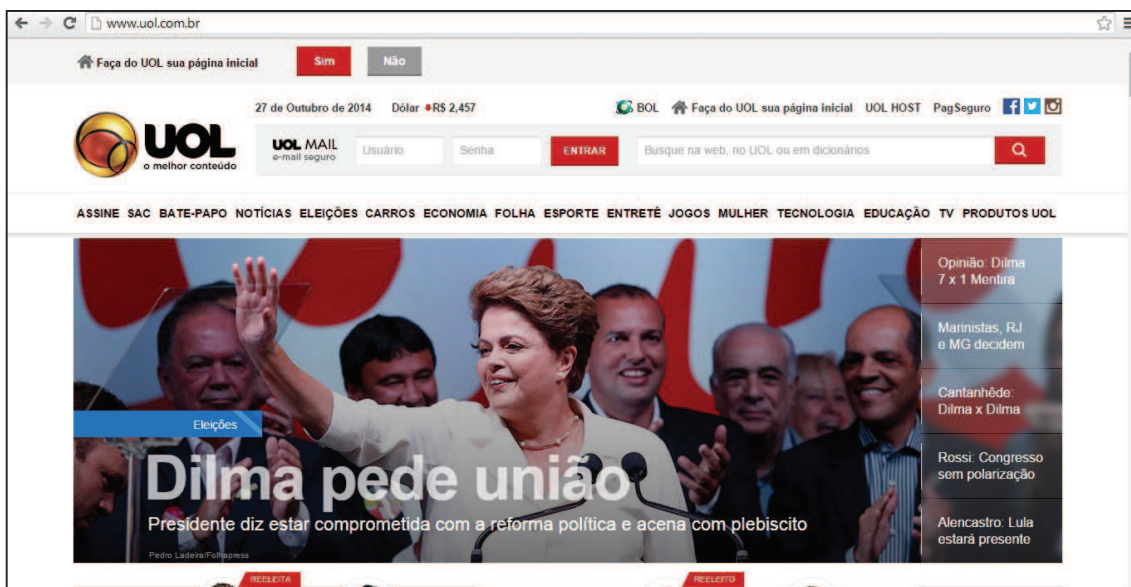 www.uol.com.br
Faça do UOL sua página inicial Sim Não
27 de Outubro de 2014 Dólar R$ 2,457 BOL Faça do UOL sua página inicial UOL HOST PagSeguro
UOL
o melhor conteúdo
UOL MAIL
e-mail seguro
Usuário Senha ENTRAR Busque na web, no UOL ou em dicionários
ASSINE SAC BATE-PAPO NOTÍCIAS ELEIÇÕES CARROS ECONOMIA FOLHA ESPORTE ENTRETÊ JOGOS MULHER TECNOLOGIA EDUCAÇÃO TV PRODUTOS UOL
Eleições
Dilma pede união
Presidente diz estar comprometida com a reforma política e acena com plebiscito
Pedro Ladeira/Folhapress
Opinião: Dilma
7 x 1 Mentira
Marinistas, RJ
e MG decidem
Cantanhêde:
Dilma x Dilma
Rossi: Congresso
sem polarização
Alencastro: Lula
estará presente
REELEITA REELEITO